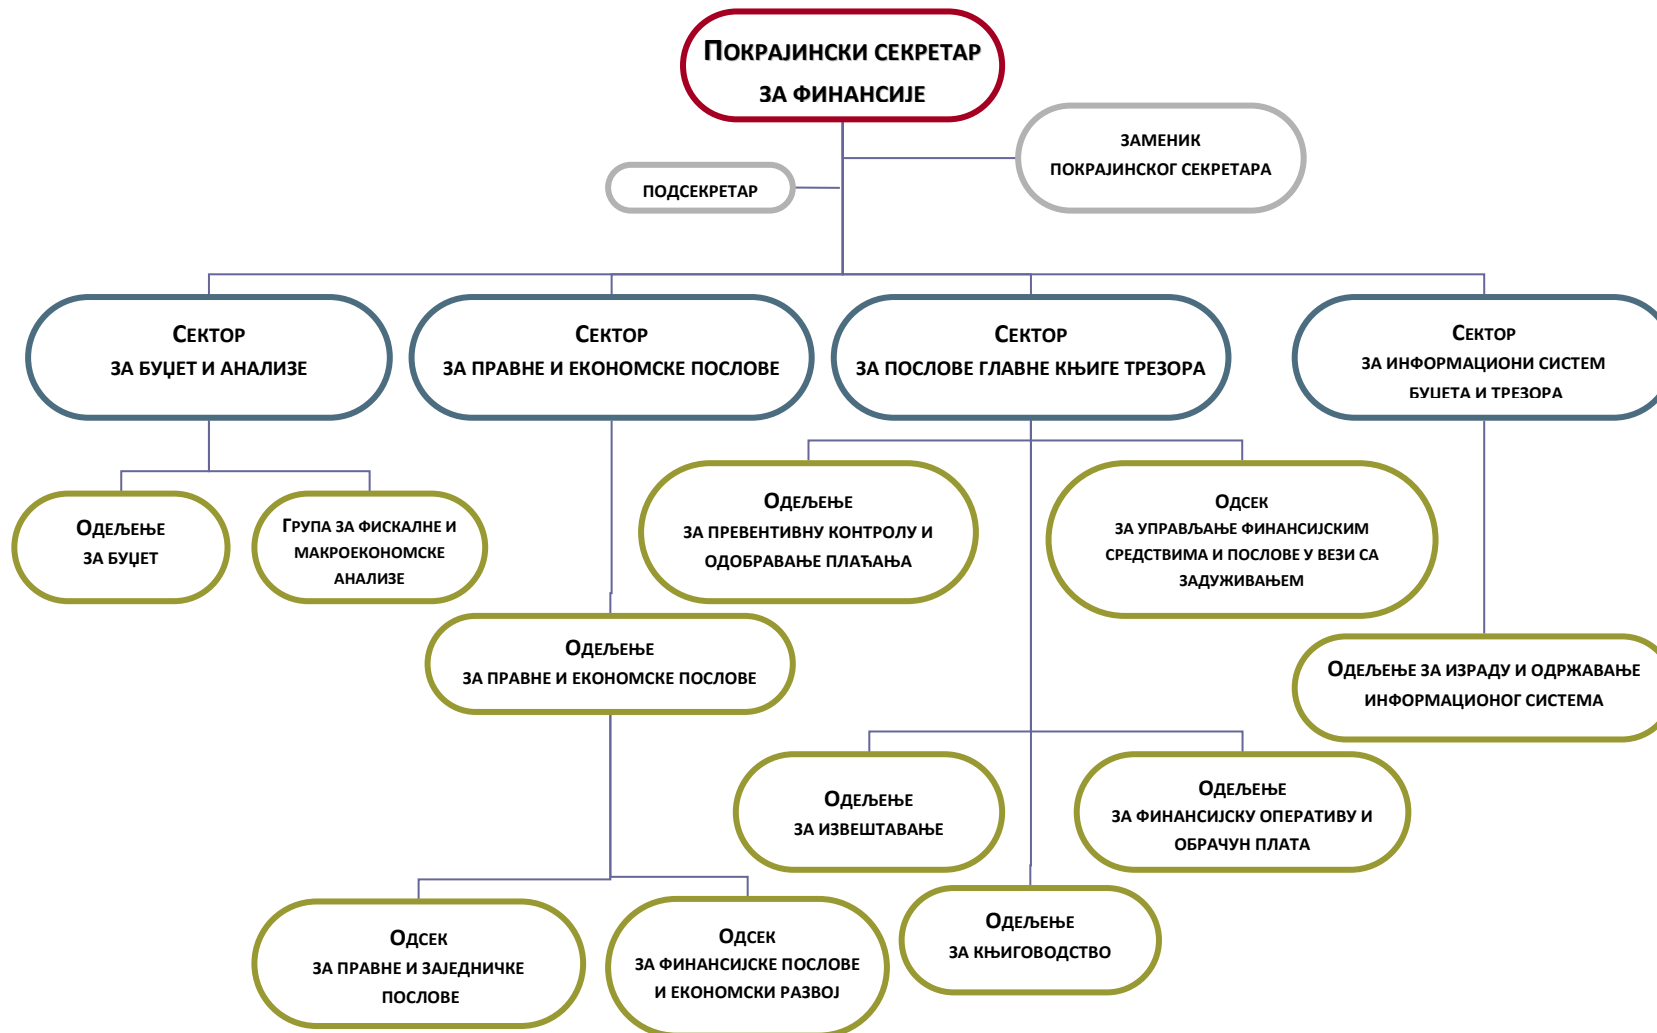 ПОКРАЈИНСКИ СЕКРЕТАР
ЗА ФИНАНСИЈЕ
ЗАМЕНИК
ПОКРАЈИНСКОГ СЕКРЕТАРА
ПОДСЕКРЕТАР
СЕКТОР
ЗА БУЏЕТ И АНАЛИЗЕ
СЕКТОР
ЗА ПРАВНЕ И ЕКОНОМСКЕ ПОСЛОВЕ
СЕКТОР
ЗА ПОСЛОВЕ ГЛАВНЕ КЊИГЕ ТРЕЗОРА
СЕКТОР
ЗА ИНФОРМАЦИОНИ СИСТЕМ
БУЏЕТА И ТРЕЗОРА
ОДЕЉЕЊЕ
ЗА БУЏЕТ
ГРУПА ЗА ФИСКАЛНЕ И
МАКРОЕКОНОМСКЕ
АНАЛИЗЕ
ОДЕЉЕЊЕ
ЗА ПРЕВЕНТИВНУ КОНТРОЛУ И
ОДОБРАВАЊЕ ПЛАЋАЊА
ОДСЕК
ЗА УПРАВЉАЊЕ ФИНАНСИЈСКИМ
СРЕДСТВИМА И ПОСЛОВЕ У ВЕЗИ СА
ЗАДУЖИВАЊЕМ
ОДЕЉЕЊЕ
ЗА ПРАВНЕ И ЕКОНОМСКЕ ПОСЛОВЕ
ОДЕЉЕЊЕ ЗА ИЗРАДУ И ОДРЖАВАЊЕ
ИНФОРМАЦИОНОГ СИСТЕМА
ОДЕЉЕЊЕ
ЗА ИЗВЕШТАВАЊЕ
ОДЕЉЕЊЕ
ЗА ФИНАНСИЈСКУ ОПЕРАТИВУ И
ОБРАЧУН ПЛАТА
ОДСЕК
ЗА ПРАВНЕ И ЗАЈЕДНИЧКЕ
ПОСЛОВЕ
ОДСЕК
ЗА ФИНАНСИЈСКЕ ПОСЛОВЕ
И ЕКОНОМСКИ РАЗВОЈ
ОДЕЉЕЊЕ
ЗА КЊИГОВОДСТВО